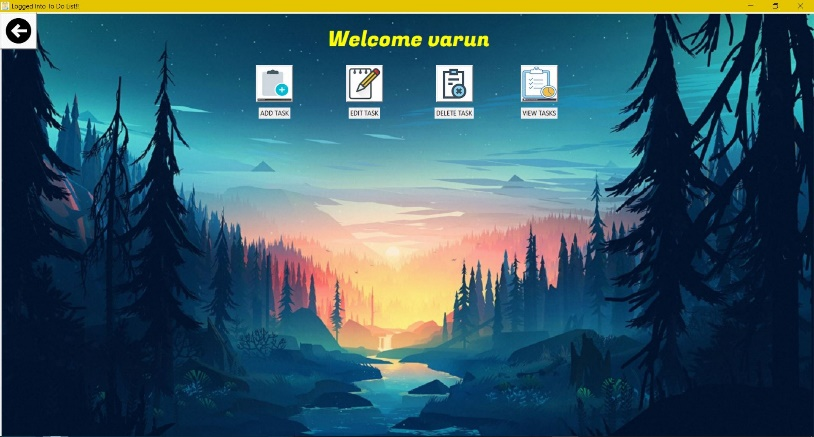 Logged Into To Do List!!
Welcome varun
ADD TASK
EDIT TASK
DELETE TASK
VIEW TASKS